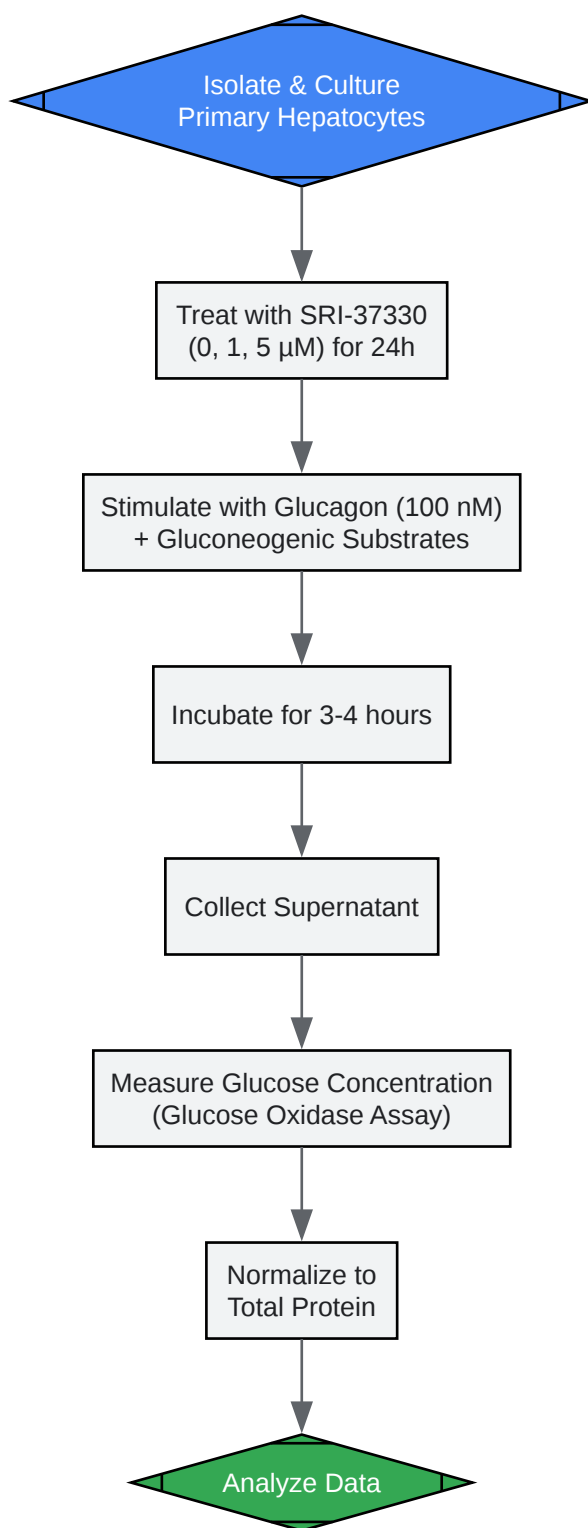 Isolate & Culture
Primary Hepatocytes
Treat with SRI-37330
(0, 1, 5 µM) for 24h
Stimulate with Glucagon (100 nM)
+ Gluconeogenic Substrates
Incubate for 3-4 hours
Collect Supernatant
Measure Glucose Concentration
(Glucose Oxidase Assay)
Normalize to
Total Protein
Analyze Data